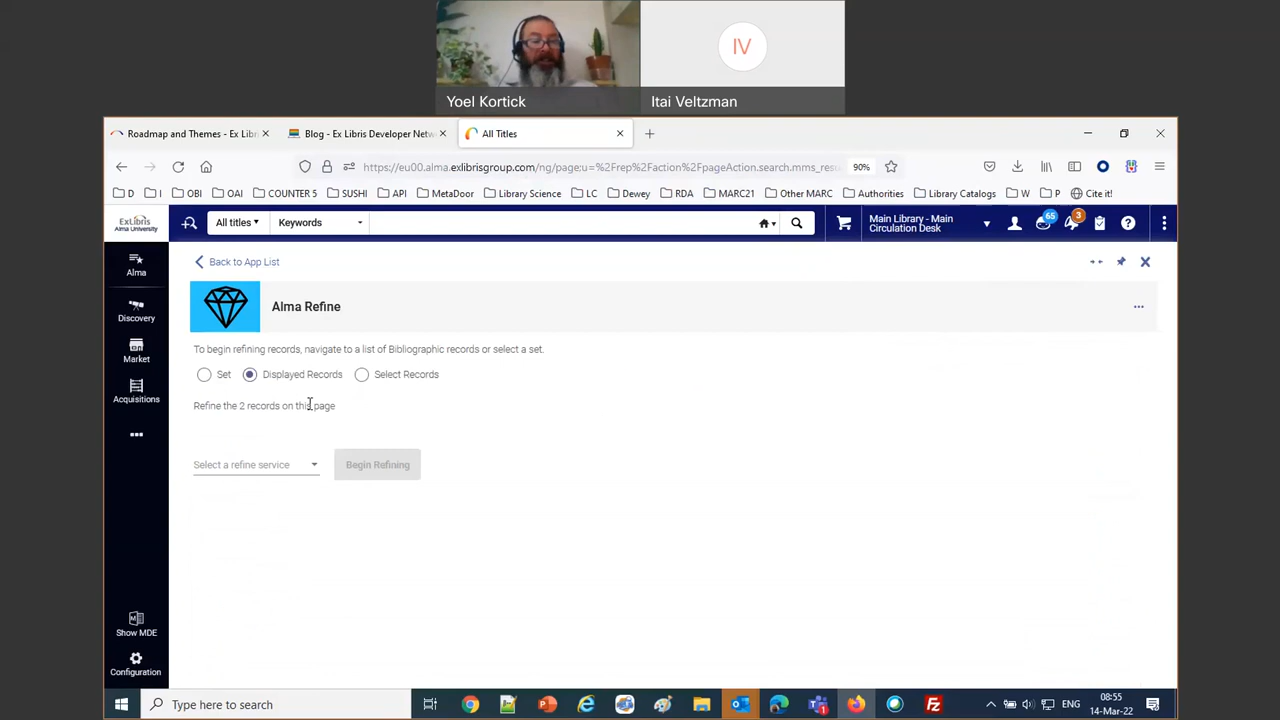 IV
Yoel Kortick
Itai Veltzman
Roadmap and Themes - Ex Libri
Blog - Ex Libris Developer Netw
All Titles
https://eu00.alma.exlibrisgroup.com/ng/page;u=%2Frep%2Faction%2FpageAction.search.mms_resu
90%
D
I
OBI
OAI
COUNTER 5
SUSHI
API
MetaDoor
Library Science
LC
Dewey
RDA
MARC21
Other MARC
Authorities
Library Catalogs
W
P
Cite it!
ExLibris
Alma University
All titles
Keywords
Main Library - Main
Circulation Desk
65
3
Alma
Discovery
Market
Acquisitions
Show MDE
Configuration
Back to App List
Alma Refine
To begin refining records, navigate to a list of Bibliographic records or select a set.
Set
Displayed Records
Select Records
Refine the 2 records on this page
Select a refine service
Begin Refining
Type here to search
ENG
08:55
14-Mar-22